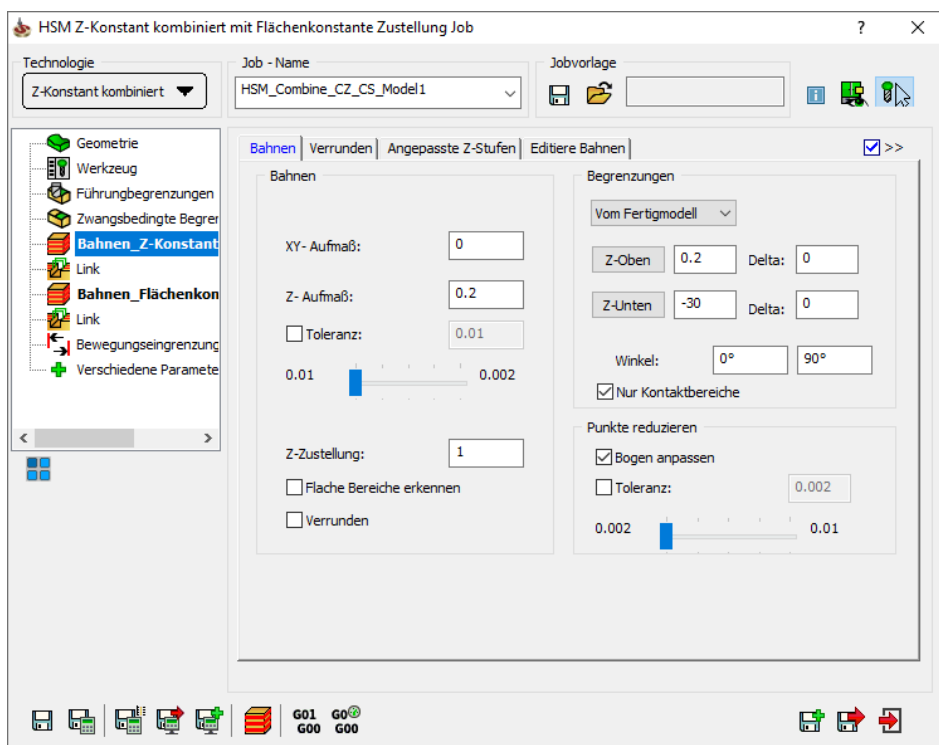 HSM Z-Konstant kombiniert mit Flächenkonstante Zustellung Job
?
Technologie
Z-Konstant kombiniert
Job - Name
HSM_Combine_CZ_CS_Model1
Jobvorlage
Geometrie
Werkzeug
Führungbegrenzungen
Zwangsbedingte Begrer
Bahnen_Z-Konstant
Link
Bahnen_Flächenkon
Link
Bewegungseingrenzung
Verschiedene Paramete
Bahnen Verrunden Angepasste Z-Stufen Editiere Bahnen >>
Bahnen
XY- Aufmaß: 0
Z- Aufmaß: 0.2
Toleranz: 0.01
0.01 0.002
Z-Zustellung: 1
Flache Bereiche erkennen
Verrunden
Begrenzungen
Vom Fertigmodell
Z-Oben 0.2 Delta: 0
Z-Unten -30 Delta: 0
Winkel: 0° 90°
Nur Kontaktbereiche
Punkte reduzieren
Bogen anpassen
Toleranz: 0.002
0.002 0.01
G01 G00
G00 G00